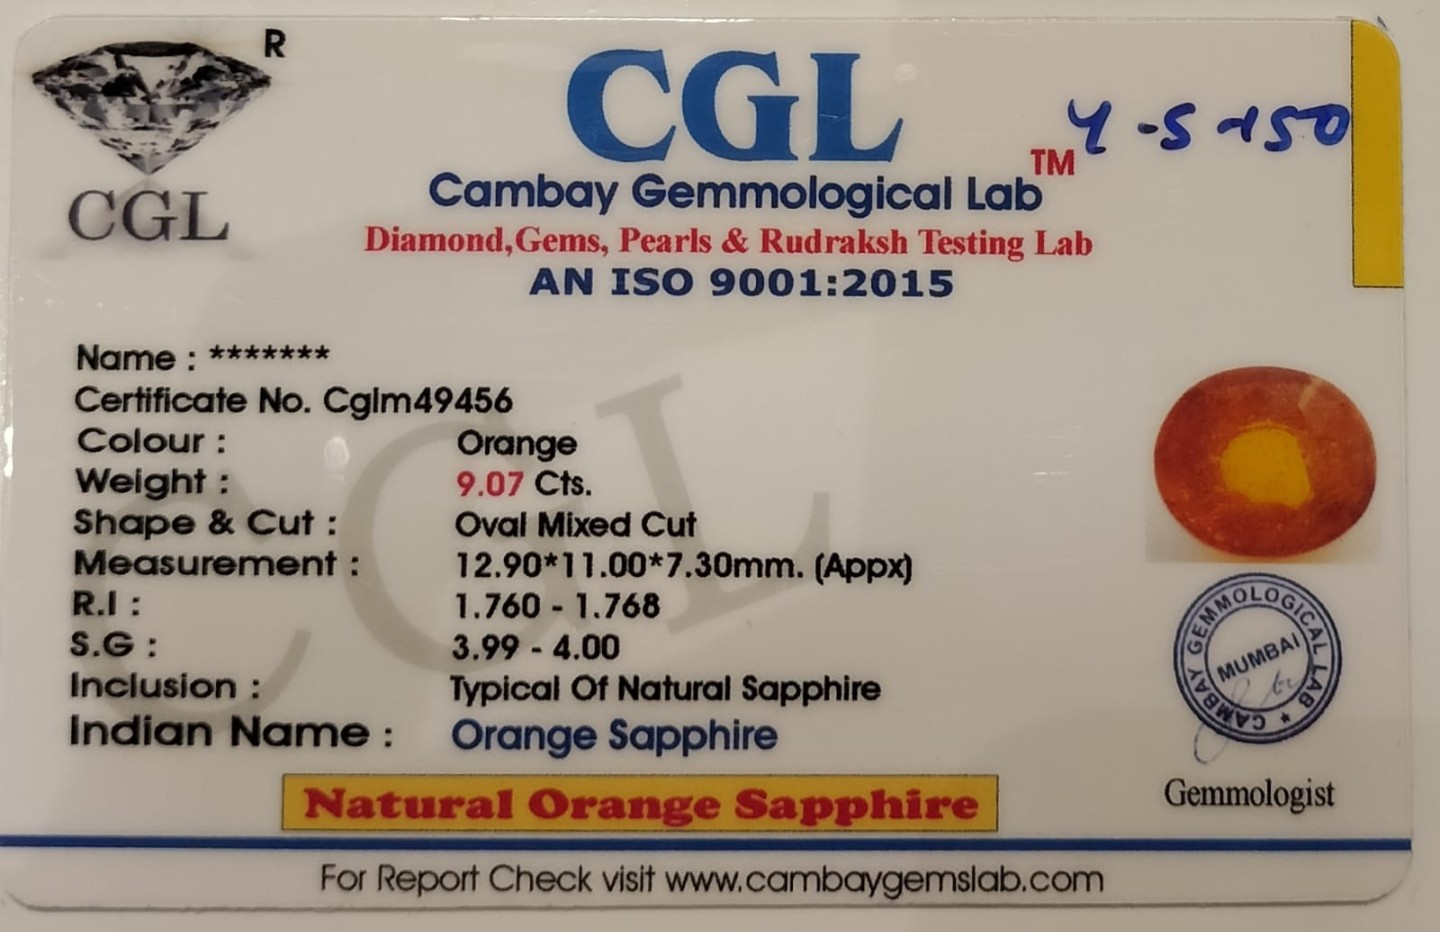 R
CGL
CGL
TM
Cambay Gemmological Lab
Diamond,Gems, Pearls & Rudraksh Testing Lab
AN ISO 9001:2015
Name : *******
Certificate No. Cglm49456
Colour : Orange
Weight : 9.07 Cts.
Shape & Cut : Oval Mixed Cut
Measurement : 12.90*11.00*7.30mm. (Appx)
R.I : 1.760 - 1.768
S.G : 3.99 - 4.00
Inclusion : Typical Of Natural Sapphire
Indian Name : Orange Sapphire
CAMBAY GEMMOLOGICAL LAB *
MUMBAI
Gemmologist
Natural Orange Sapphire
For Report Check visit www.cambaygemslab.com
CGL